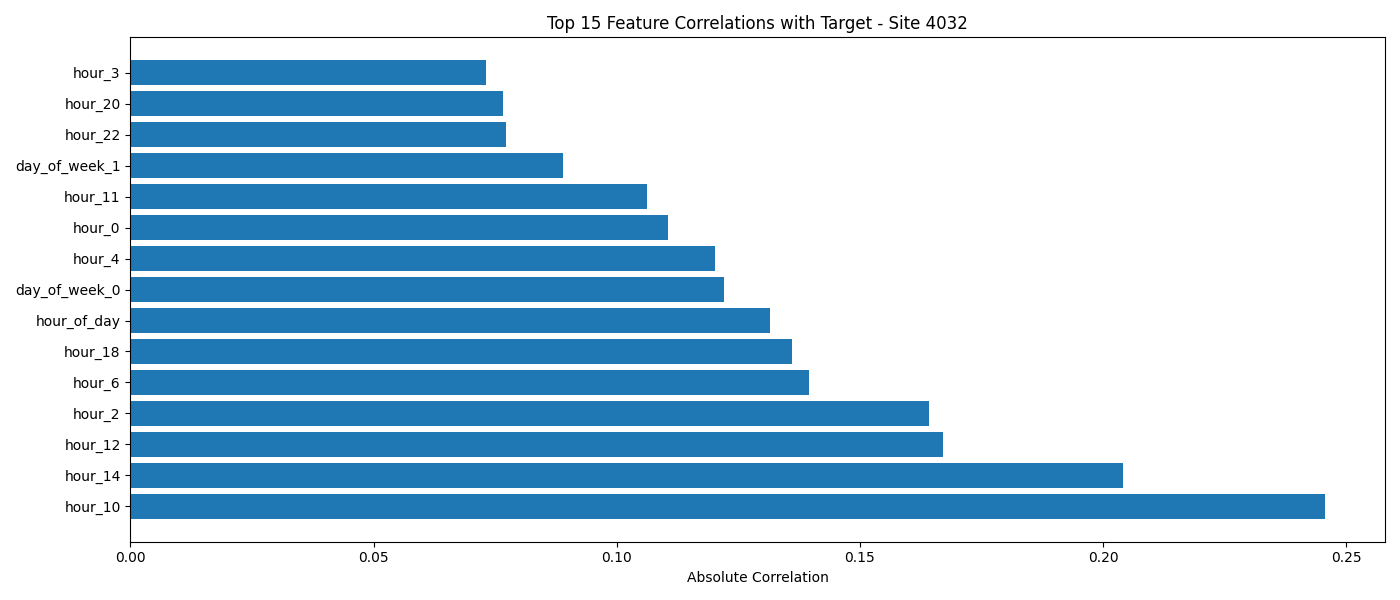 Top 15 Feature Correlations with Target - Site 4032
hour_3
hour_20
hour_22
day_of_week_1
hour_11
hour_0
hour_4
day_of_week_0
hour_of_day
hour_18
hour_6
hour_2
hour_12
hour_14
hour_10
0.00 0.05 0.10 0.15 0.20 0.25
Absolute Correlation